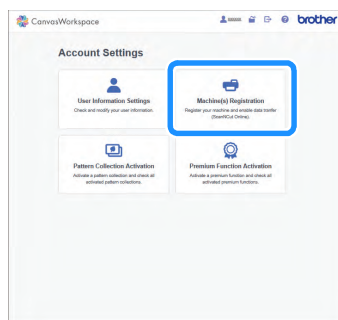 CanvasWorkspace
brother
Account Settings
User Information Settings
Check and modify your user information.
Machine(s) Registration
Register your machine and enable data tranfer
(ScanNCut Online).
Pattern Collection Activation
Activate a pattern collection and check all
activated pattern collections.
Premium Function Activation
Activate a premium function and check all
activated premium functions.